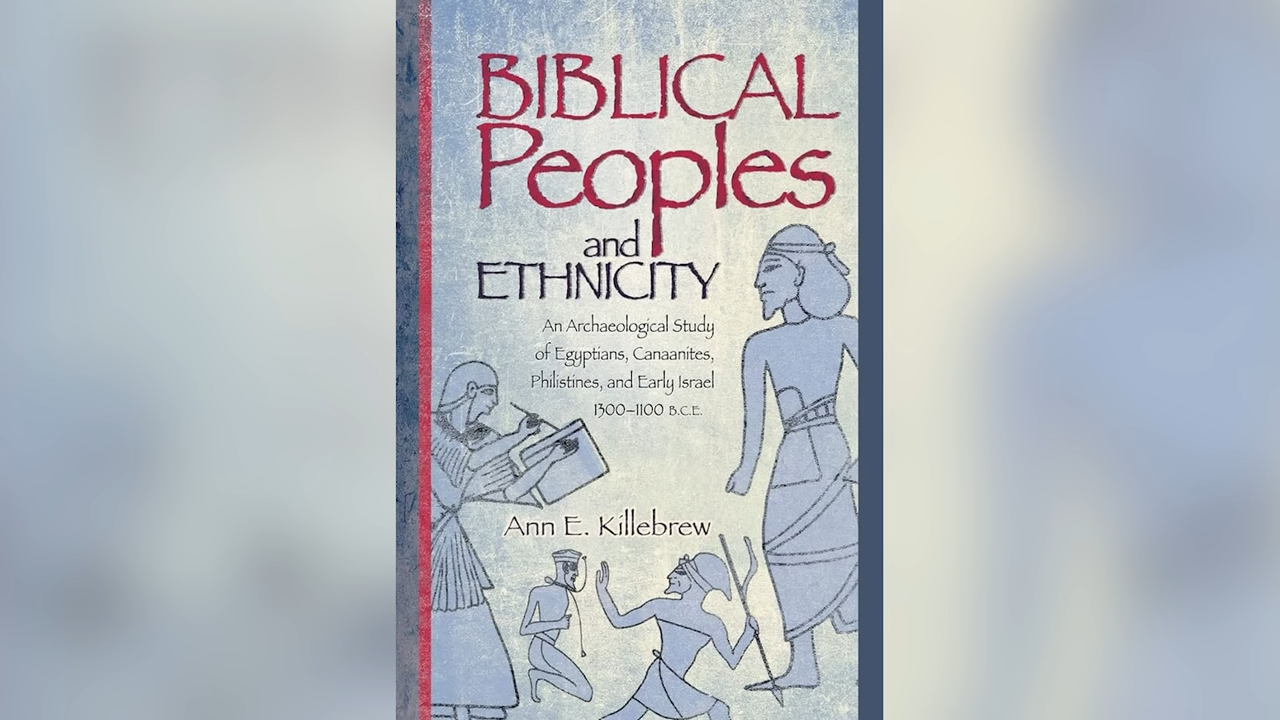 BIBLICAL
Peoples
and
ETHNICITY
An Archaeological Study
of Egyptians, Canaanites,
Philistines, and Early Israel
1300–1100 B.C.E.
Ann E. Killebrew